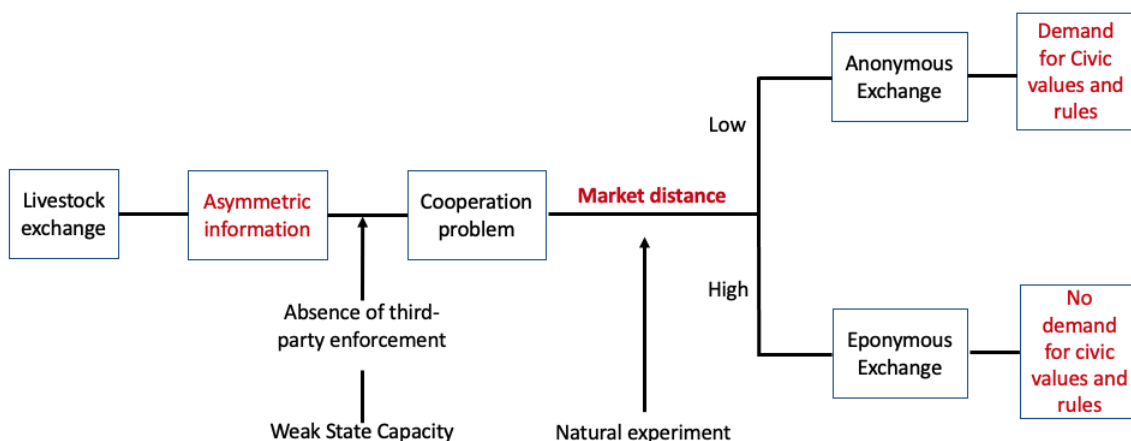 Livestock
exchange
Asymmetric
information
Absence of third-
party enforcement
Weak State Capacity
Cooperation
problem
Market distance
Natural experiment
Low
High
Anonymous
Exchange
Demand
for Civic
values and
rules
Eponymous
Exchange
No
demand
for civic
values and
rules